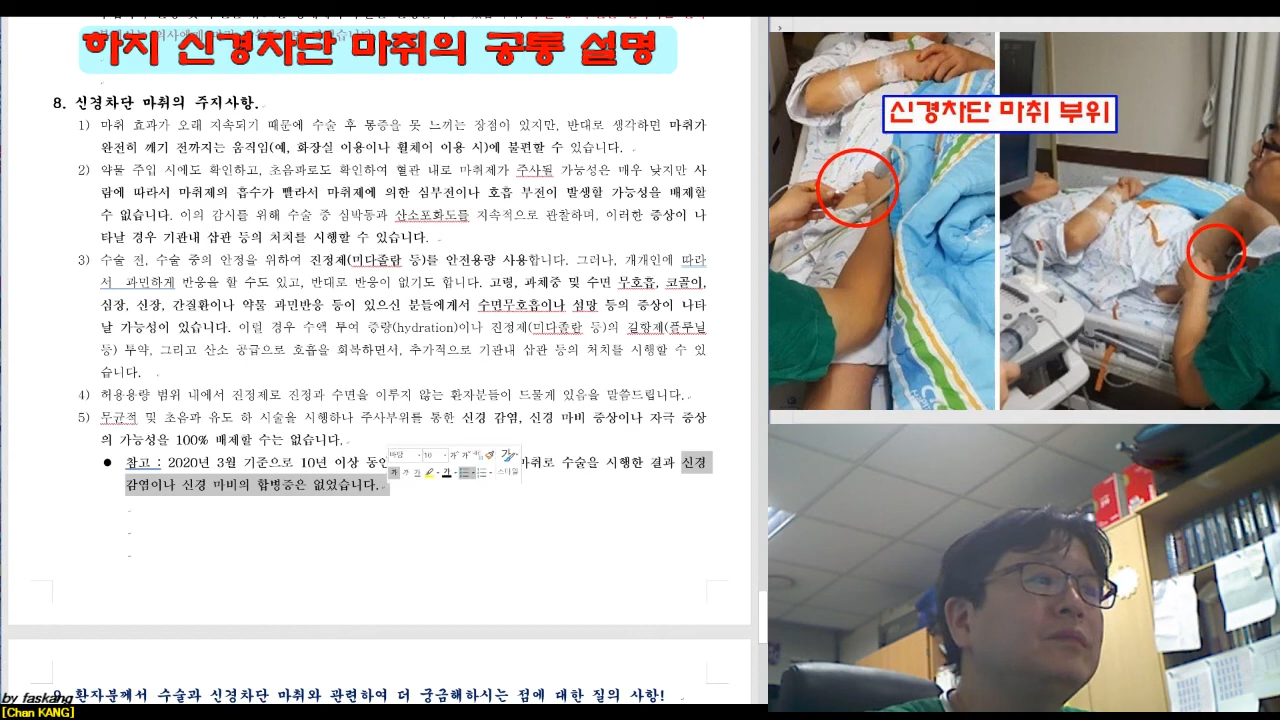 하지 신경차단 마취의 공통 설명
8. 신경차단 마취의 주지사항.
1) 마취 효과가 오래 지속되기 때문에 수술 후 통증을 못 느끼는 장점이 있지만, 반대로 생각하면 마취가
완전히 깨기 전까지는 움직임(예, 화장실 이용이나 휠체어 이용 시)에 불편할 수 있습니다.
2) 약물 주입 시에도 확인하고, 초음파로도 확인하여 혈관 내로 마취제가 주사될 가능성은 매우 낮지만 사
람에 따라서 마취제의 흡수가 빨라서 마취제에 의한 심부전이나 호흡 부전이 발생할 가능성을 배제할
수 없습니다. 이의 감시를 위해 수술 중 심박동과 산소포화도를 지속적으로 관찰하며, 이러한 증상이 나
타날 경우 기관내 삽관 등의 처치를 시행할 수 있습니다.
3) 수술 전, 수술 중의 안정을 위하여 진정제(미다졸람 등)를 안전용량 사용합니다. 그러나, 개개인에 따라
서 과민하게 반응을 할 수도 있고, 반대로 반응이 없기도 합니다. 고령, 과체중 및 수면 무호흡, 코골이,
심장, 신장, 간질환이나 약물 과민반응 등이 있으신 분들에게서 수면무호흡이나 섬망 등의 증상이 나타
날 가능성이 있습니다. 이럴 경우 수액 투여 증량(hydration)이나 진정제(미다졸람 등)의 길항제(플루닐
등) 투약, 그리고 산소 공급으로 호흡을 회복하면서, 추가적으로 기관내 삽관 등의 처치를 시행할 수 있
습니다.
4) 허용용량 범위 내에서 진정제로 진정과 수면을 이루지 않는 환자분들이 드물게 있음을 말씀드립니다.
5) 무균적 및 초음파 유도 하 시술을 시행하나 주사부위를 통한 신경 감염, 신경 마비 증상이나 자극 증상
의 가능성을 100% 배제할 수는 없습니다.
● 참고 : 2020년 3월 기준으로 10년 이상 동안 마취로 수술을 시행한 결과 신경
감염이나 신경 마비의 합병증은 없었습니다.
바탕 10
스타일
9. 환자분께서 수술과 신경차단 마취와 관련하여 더 궁금해하시는 점에 대한 질의 사항!
by faskang
[Chan KANG]
신경차단 마취 부위